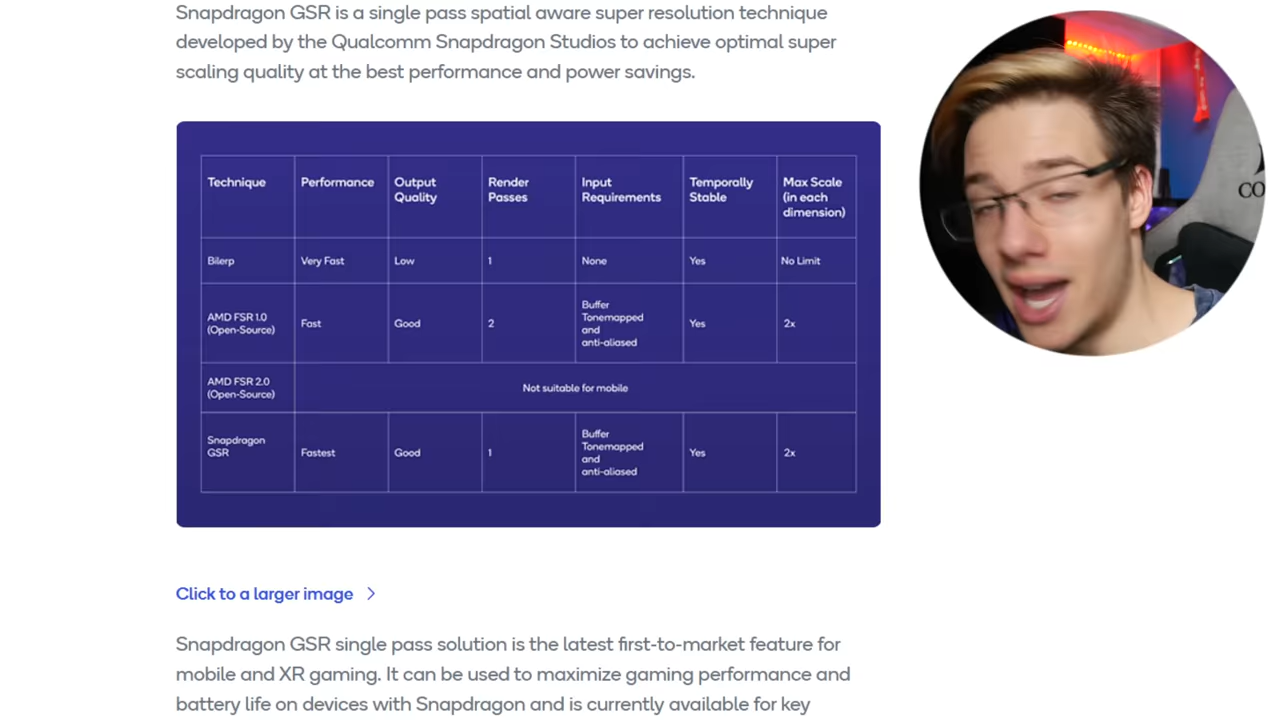 Snapdragon GSR is a single pass spatial aware super resolution technique
developed by the Qualcomm Snapdragon Studios to achieve optimal super
scaling quality at the best performance and power savings.
Technique Performance Output Quality Render Passes Input Requirements Temporally Stable Max Scale (in each dimension)
Bilerp Very Fast Low 1 None Yes No Limit
AMD FSR 1.0 (Open-Source) Fast Good 2 Buffer Tonemapped and anti-aliased Yes 2x
AMD FSR 2.0 (Open-Source) Not suitable for mobile
Snapdragon GSR Fastest Good 1 Buffer Tonemapped and anti-aliased Yes 2x
Click to a larger image
Snapdragon GSR single pass solution is the latest first-to-market feature for
mobile and XR gaming. It can be used to maximize gaming performance and
battery life on devices with Snapdragon and is currently available for key
CO